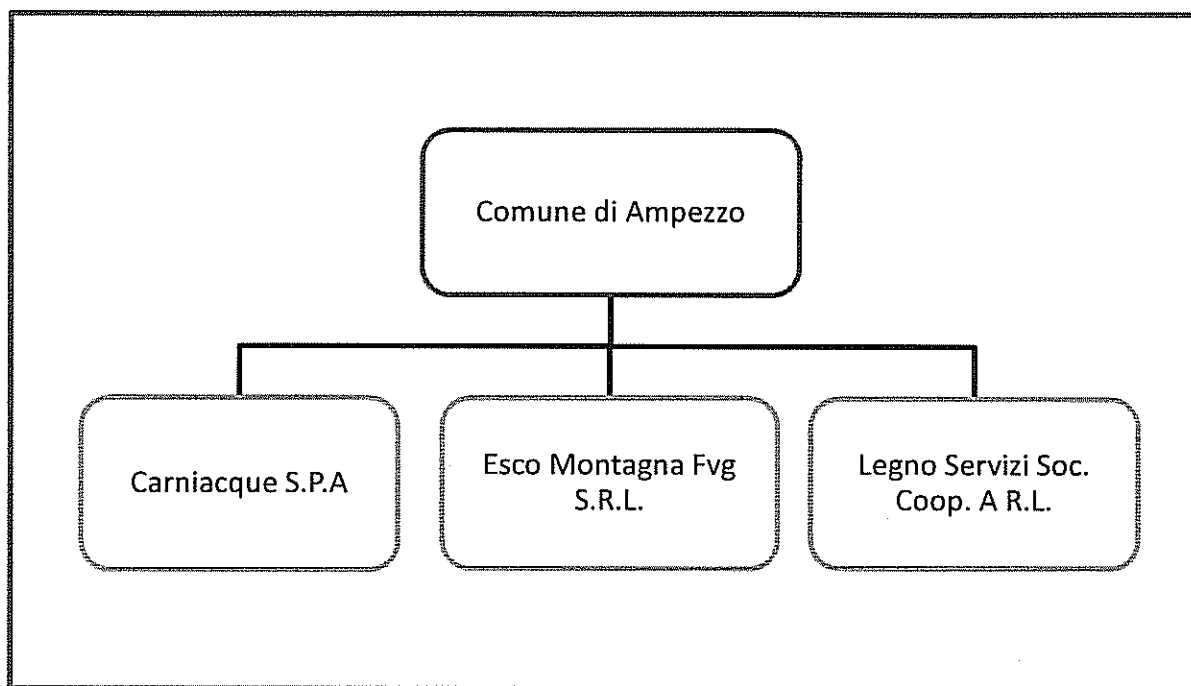 Comune di Ampezzo
Carniacque S.P.A
Esco Montagna Fvg
S.R.L.
Legno Servizi Soc.
Coop. A R.L.